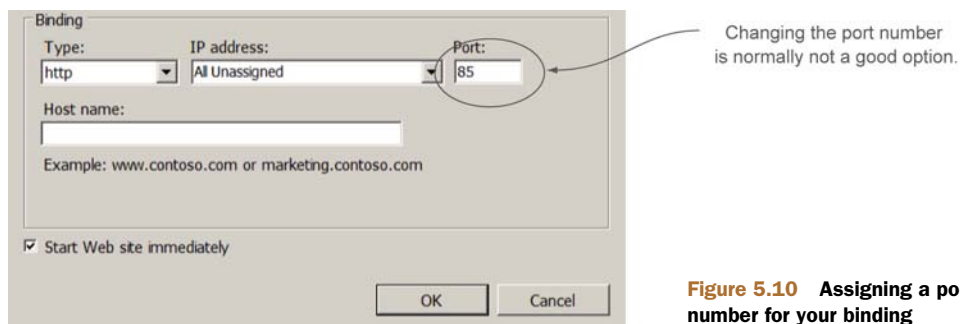 Binding
Type: IP address: Port:
http All Unassigned 85
Host name:
Example: www.contoso.com or marketing.contoso.com
Start Web site immediately
OK Cancel
Changing the port number
is normally not a good option.
Figure 5.10 Assigning a po
number for your binding